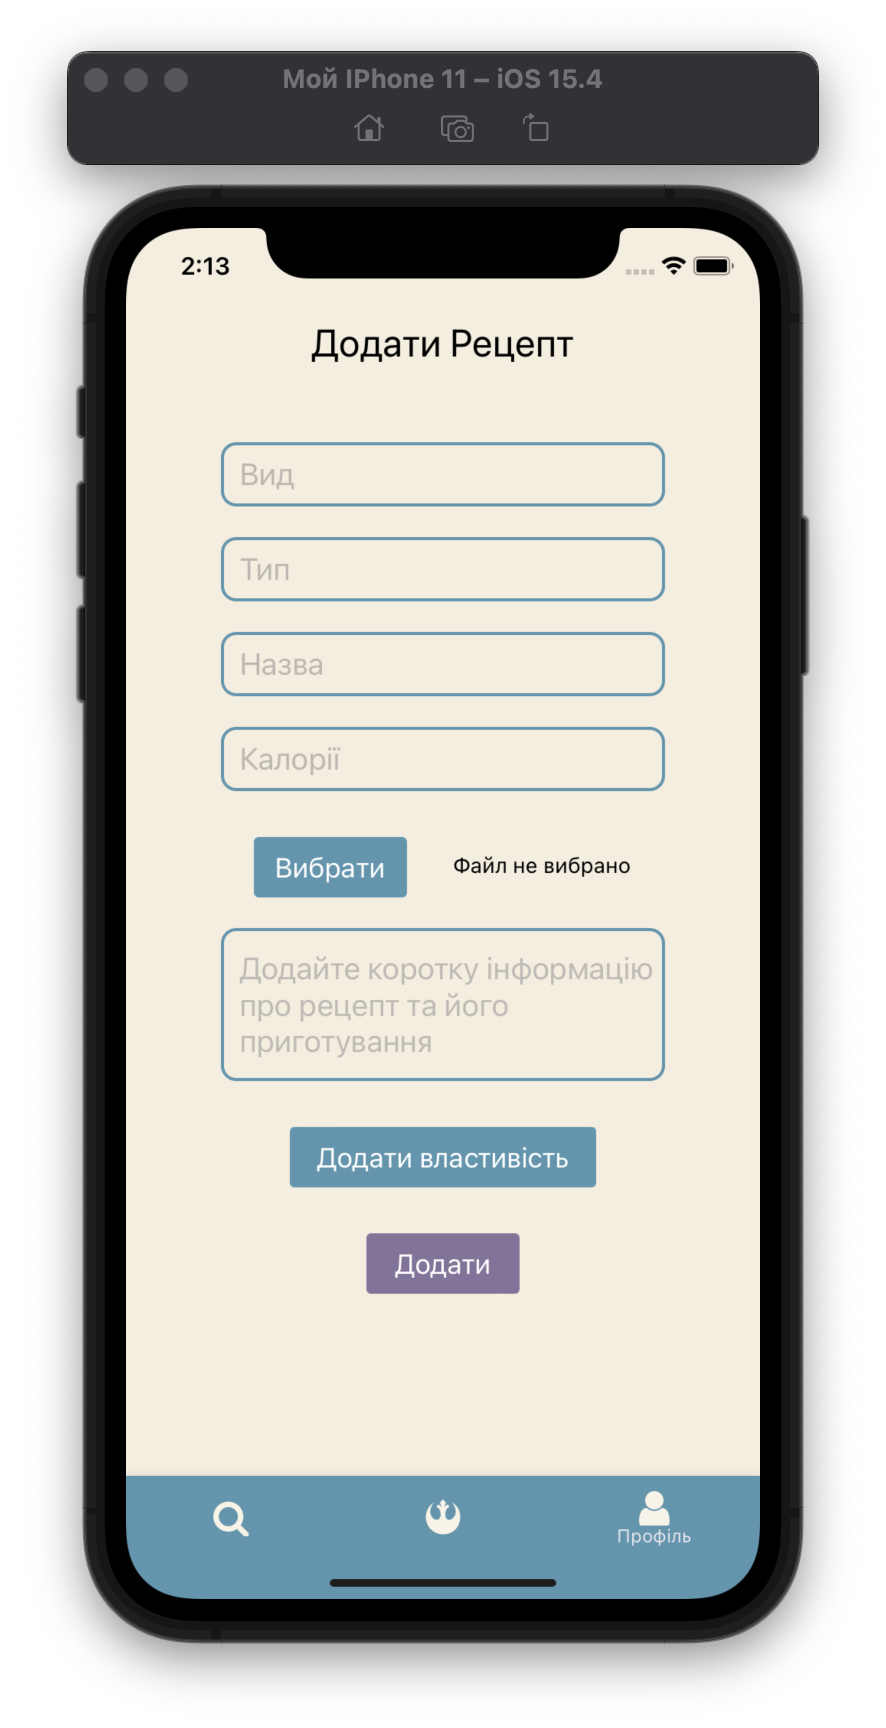 Мой IPhone 11 – iOS 15.4
2:13
Додати Рецепт
Вид
Тип
Назва
Калорії
Вибрати
Файл не вибрано
Додайте коротку інформацію
про рецепт та його
приготування
Додати властивість
Додати
Профіль